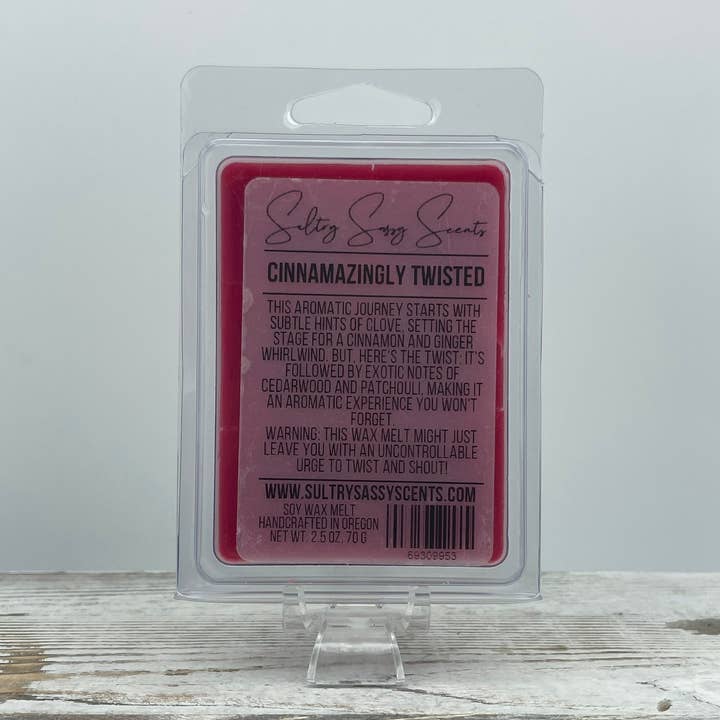 Sultry Sassy Scents
CINNAMAZINGLY TWISTED
THIS AROMATIC JOURNEY STARTS WITH
SUBTLE HINTS OF CLOVE, SETTING THE
STAGE FOR A CINNAMON AND GINGER
WHIRLWIND. BUT, HERE'S THE TWIST: IT'S
FOLLOWED BY EXOTIC NOTES OF
CEDARWOOD AND PATCHOULI, MAKING IT
AN AROMATIC EXPERIENCE YOU WON'T
FORGET.
WARNING: THIS WAX MELT MIGHT JUST
LEAVE YOU WITH AN UNCONTROLLABLE
URGE TO TWIST AND SHOUT!
WWW.SULTRYSASSYSCENTS.COM
SOY WAX MELT
HANDCRAFTED IN OREGON
NET WT. 2.5 OZ, 70 G
69309953